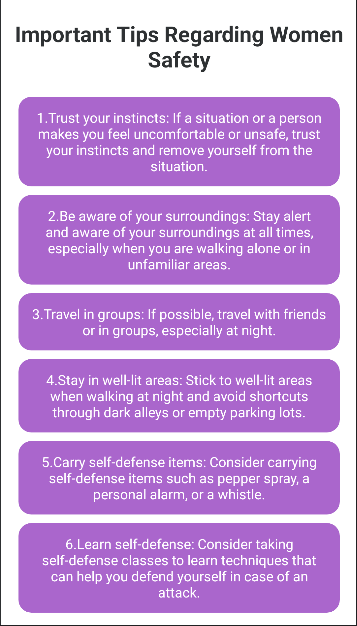 Important Tips Regarding Women
Safety
1.Trust your instincts: If a situation or a person
makes you feel uncomfortable or unsafe, trust
your instincts and remove yourself from the
situation.
2.Be aware of your surroundings: Stay alert
and aware of your surroundings at all times,
especially when you are walking alone or in
unfamiliar areas.
3.Travel in groups: If possible, travel with friends
or in groups, especially at night.
4.Stay in well-lit areas: Stick to well-lit areas
when walking at night and avoid shortcuts
through dark alleys or empty parking lots.
5.Carry self-defense items: Consider carrying
self-defense items such as pepper spray, a
personal alarm, or a whistle.
6.Learn self-defense: Consider taking
self-defense classes to learn techniques that
can help you defend yourself in case of an
attack.